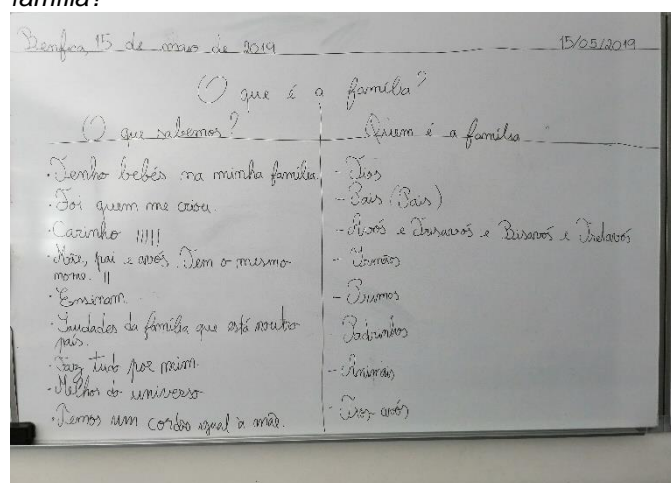 família?
Benfica, 15 de maio de 2019
15/05/2019
O que é a família?
O que sabemos?
· Tenho bebés na minha família.
· Foi quem me criou.
· Carinho !!!!!
· Mãe, pai e avós. Tem o mesmo
nome. ||
· Ensinam.
· Saudades da família que está noutro
país.
· Faz tudo por mim.
· Melhor do universo
· Temos um cordão igual à mãe.
Quem é a família
- Tios
- Pais (Pais)
- Avós e Trisavós e Bisavós e Tretavós
- Irmãos
- Primos
- Padrinhos
- Animais
- avós